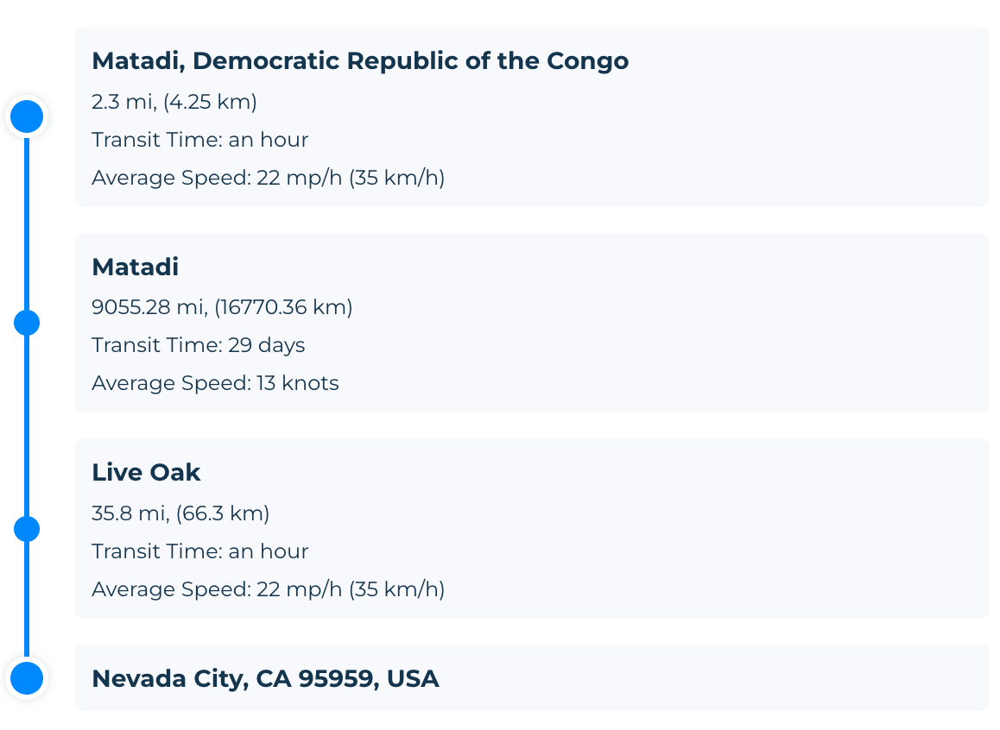 Matadi, Democratic Republic of the Congo
2.3 mi, (4.25 km)
Transit Time: an hour
Average Speed: 22 mp/h (35 km/h)
Matadi
9055.28 mi, (16770.36 km)
Transit Time: 29 days
Average Speed: 13 knots
Live Oak
35.8 mi, (66.3 km)
Transit Time: an hour
Average Speed: 22 mp/h (35 km/h)
Nevada City, CA 95959, USA